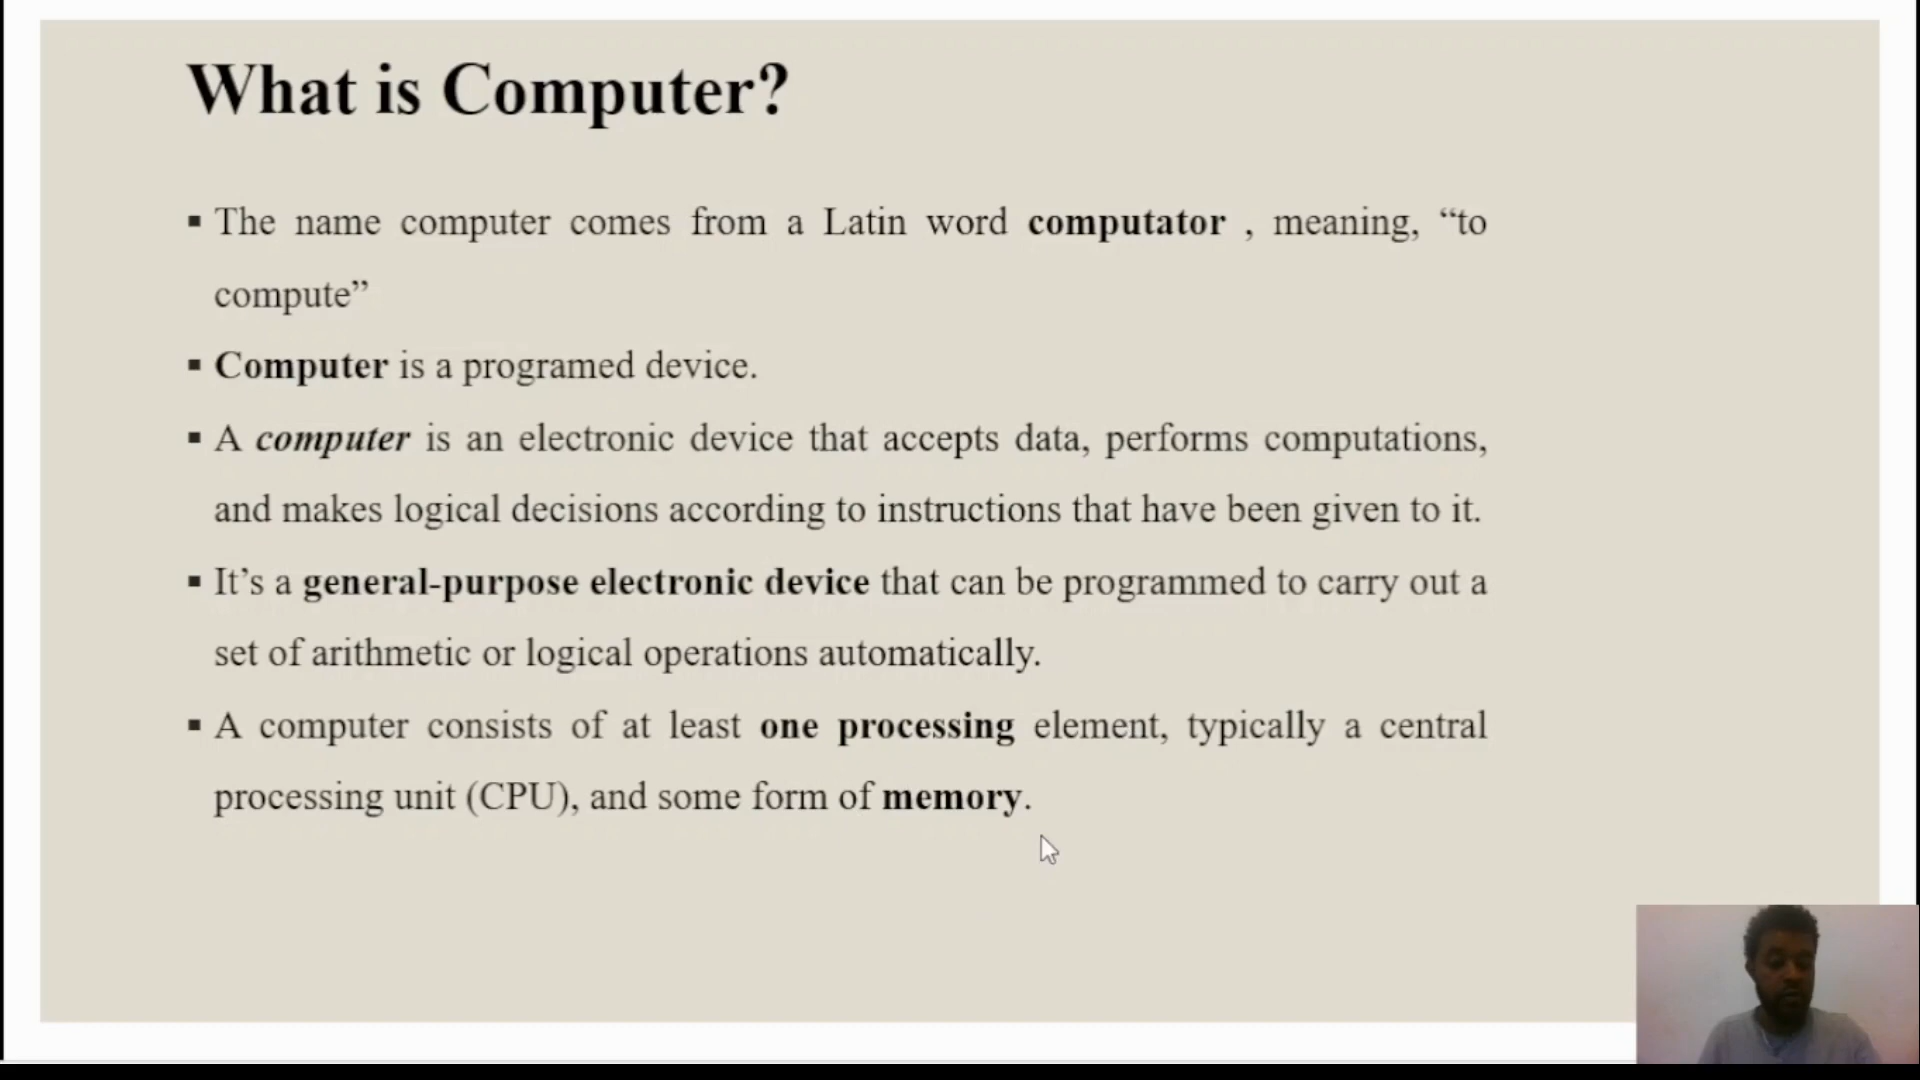 What is Computer?
▪ The name computer comes from a Latin word computator , meaning, “to
compute”
▪ Computer is a programed device.
▪ A computer is an electronic device that accepts data, performs computations,
and makes logical decisions according to instructions that have been given to it.
▪ It’s a general-purpose electronic device that can be programmed to carry out a
set of arithmetic or logical operations automatically.
▪ A computer consists of at least one processing element, typically a central
processing unit (CPU), and some form of memory.